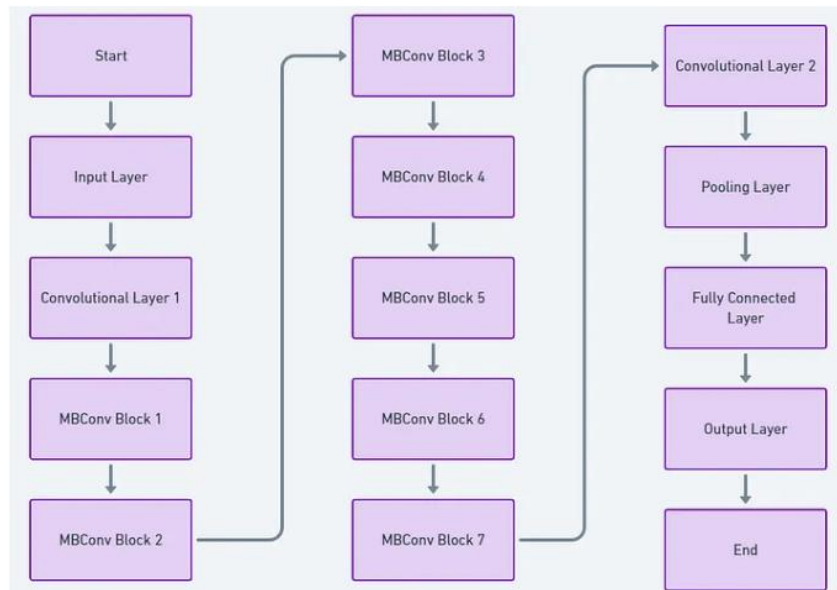 Start
Input Layer
Convolutional Layer 1
MBConv Block 1
MBConv Block 2
MBConv Block 3
MBConv Block 4
MBConv Block 5
MBConv Block 6
MBConv Block 7
Convolutional Layer 2
Pooling Layer
Fully Connected
Layer
Output Layer
End